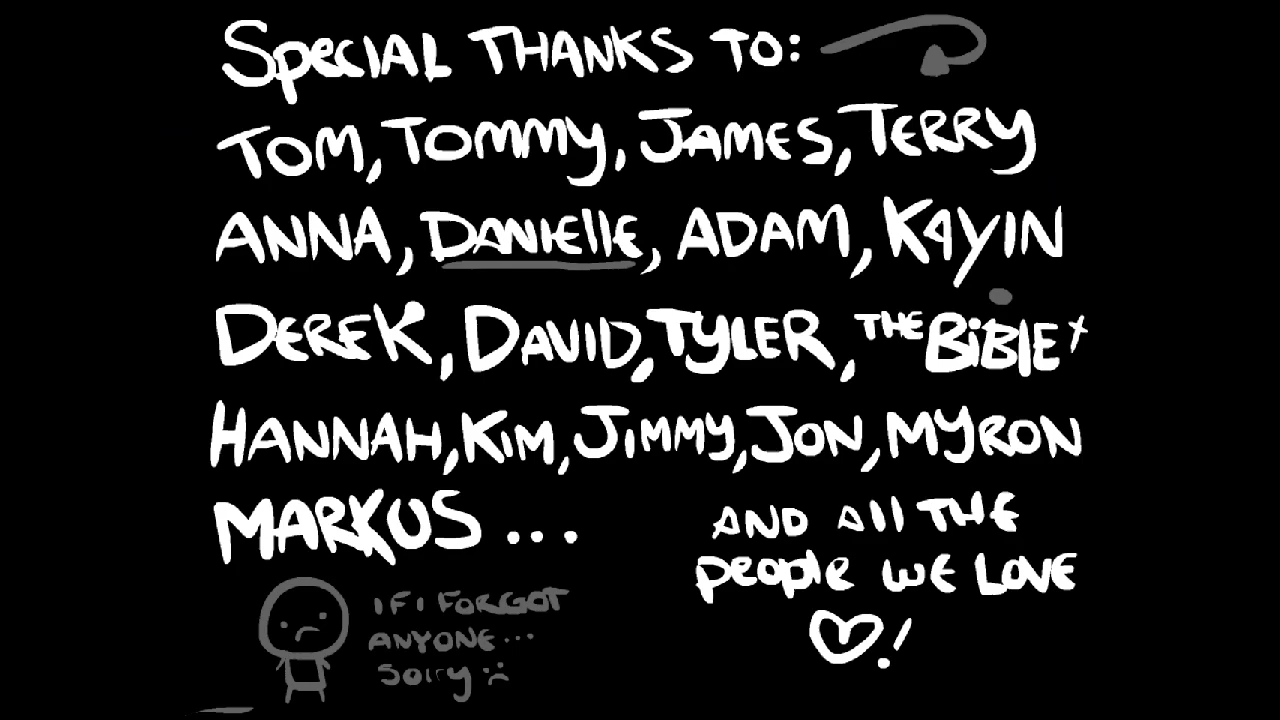 SPECIAL THANKS TO:
TOM, TOMMY, JAMES, TERRY
ANNA, DANIELLE, ADAM, KAYIN
DEREK, DAVID, TYLER, THE BiBLE
HANNAH, KIM, JIMMY, JON, MYRON
MARKUS...
AND All THE
people WE LOVE
♡!
IF I FORGOT
ANYONE...
Sorry :(